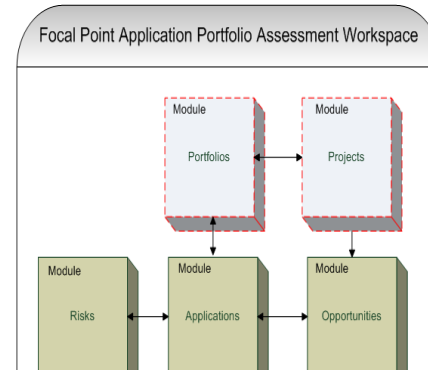 Focal Point Application Portfolio Assessment Workspace
Module
Portfolios
Module
Projects
Module
Risks
Module
Applications
Module
Opportunities